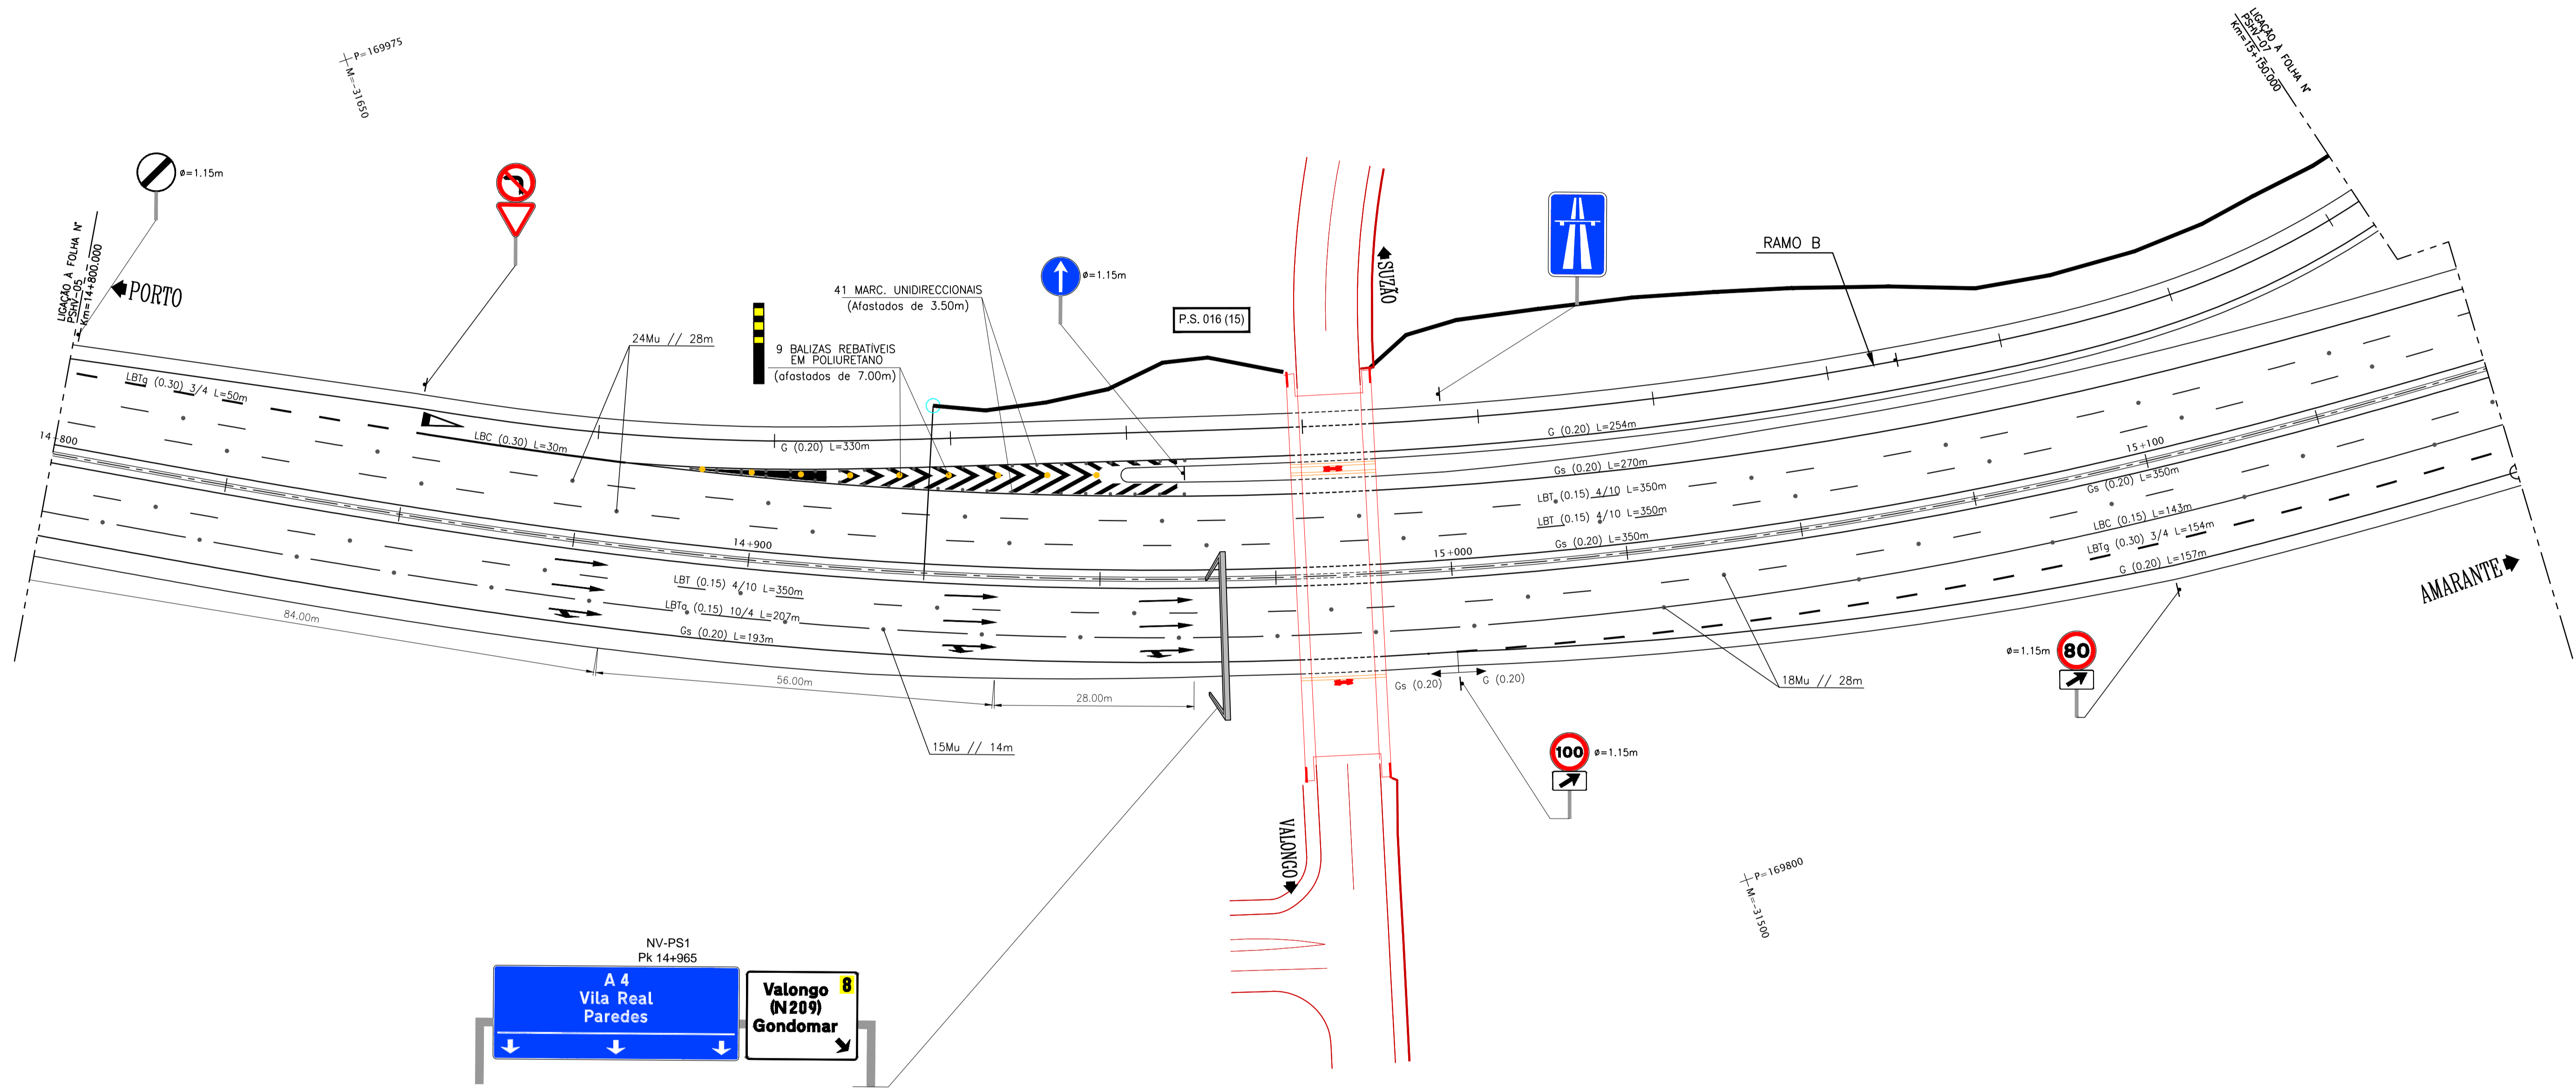 P=169975
M=-31650
LIGAÇÃO À FOLHA Nº
PSHV-07
Km=15+150.000
ø=1.15m
LIGAÇÃO À FOLHA Nº
PSHV-05
Km=14+800.000
PORTO
24Mu // 28m
41 MARC. UNIDIRECCIONAIS
(Afastados de 3.50m)
9 BALIZAS REBATÍVEIS
EM POLIURETANO
(afastados de 7.00m)
ø=1.15m
P.S. 016 (15)
SUZÃO
RAMO B
LBTg (0.30) 3/4 L=50m
LBC (0.30) L=30m
G (0.20) L=330m
G (0.20) L=254m
Gs (0.20) L=270m
LBT (0.15) 4/10 L=350m
LBT (0.15) 4/10 L=350m
Gs (0.20) L=350m
14+800
14+900
15+000
15+100
Gs (0.20) L=350m
LBC (0.15) L=143m
LBTg (0.30) 3/4 L=154m
G (0.20) L=157m
AMARANTE
LBT (0.15) 4/10 L=350m
LBTg (0.15) 10/4 L=207m
Gs (0.20) L=193m
84.00m
56.00m
28.00m
15Mu // 14m
Gs (0.20)
G (0.20)
18Mu // 28m
ø=1.15m
80
100
ø=1.15m
VALONGO
P=169800
M=-31500
NV-PS1
Pk 14+965
A 4
Vila Real
Paredes
Valongo 8
(N209)
Gondomar